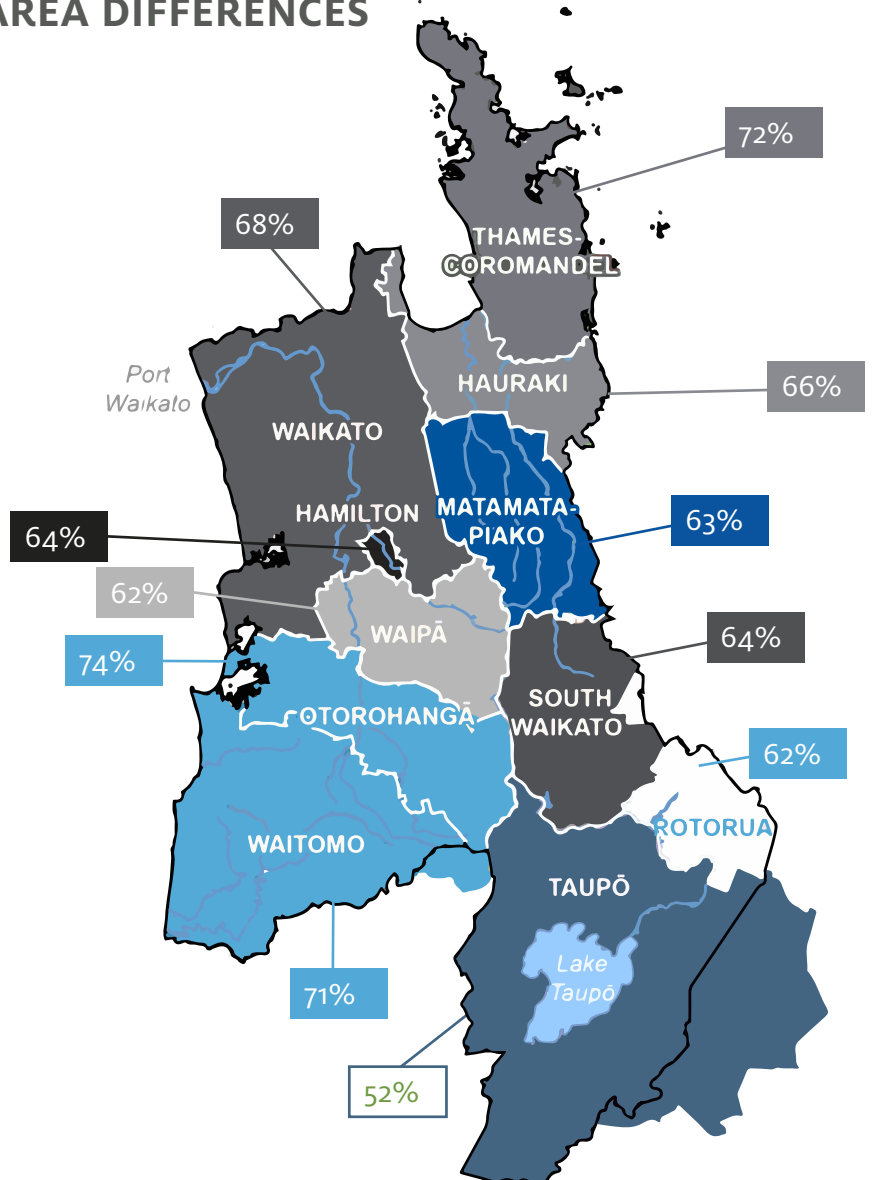 AREA DIFFERENCES
72%
68%
THAMES-
COROMANDEL
Port
Waikato
HAURAKI
66%
WAIKATO
HAMILTON
MATAMATA-
PIAKO
63%
64%
62%
WAIPĀ
74%
64%
SOUTH
WAIKATO
OTOROHANGĀ
62%
ROTORUA
WAITOMO
TAUPŌ
Lake
Taupō
71%
52%